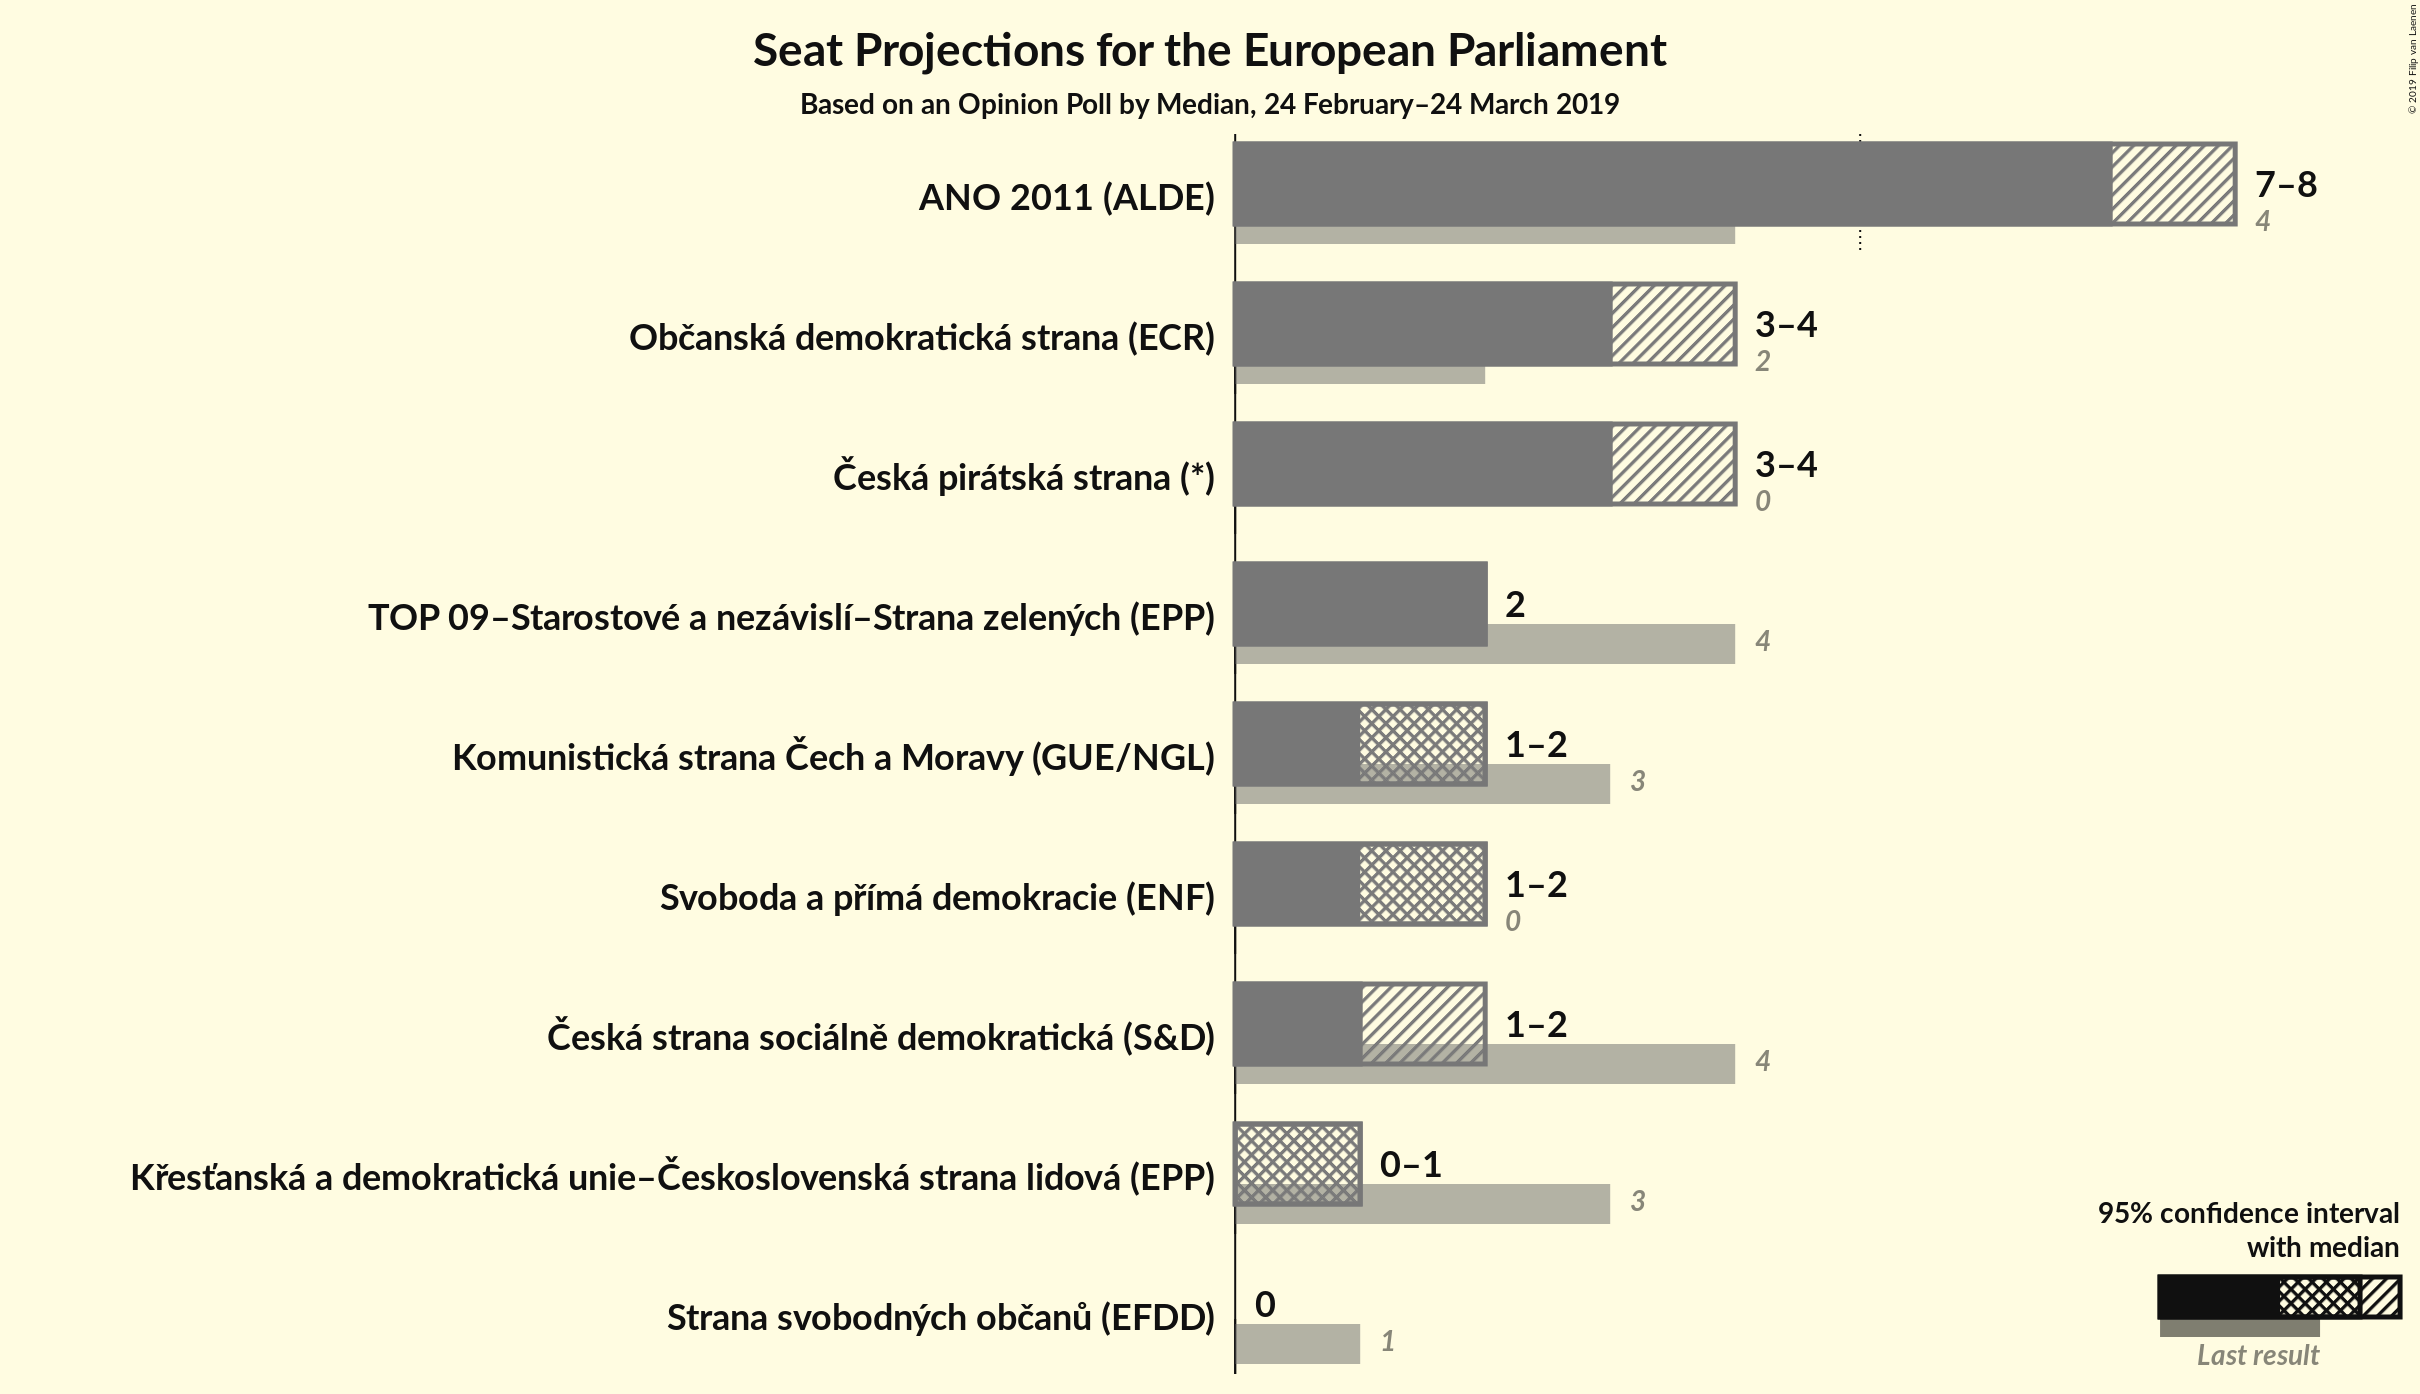 Seat Projections for the European Parliament
Based on an Opinion Poll by Median, 24 February–24 March 2019
© 2019 Filip van Laenen
ANO 2011 (ALDE)
7–8
4
Občanská demokratická strana (ECR)
3–4
2
Česká pirátská strana (*)
3–4
0
TOP 09–Starostové a nezávislí–Strana zelených (EPP)
2
4
Komunistická strana Čech a Moravy (GUE/NGL)
1–2
3
Svoboda a přímá demokracie (ENF)
1–2
0
Česká strana sociálně demokratická (S&D)
1–2
4
Křesťanská a demokratická unie–Československá strana lidová (EPP)
0–1
3
Strana svobodných občanů (EFDD)
0
1
95% confidence interval
with median
Last result